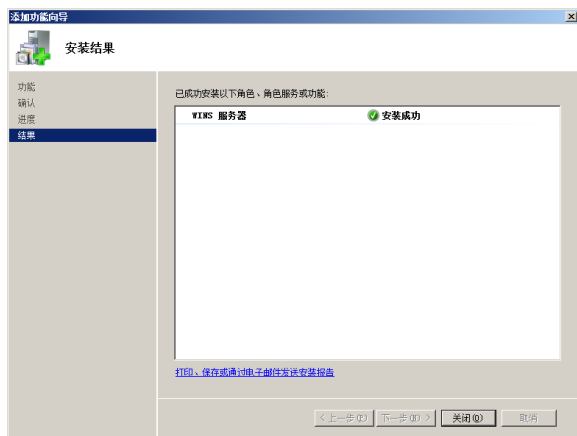 添加功能向导
安装结果
功能
确认
进度
结果
已成功安装以下角色、角色服务或功能:
WINS 服务器 安装成功
打印、保存或通过电子邮件发送安装报告
< 上一步(P) 下一步(N) > 关闭(O) 取消